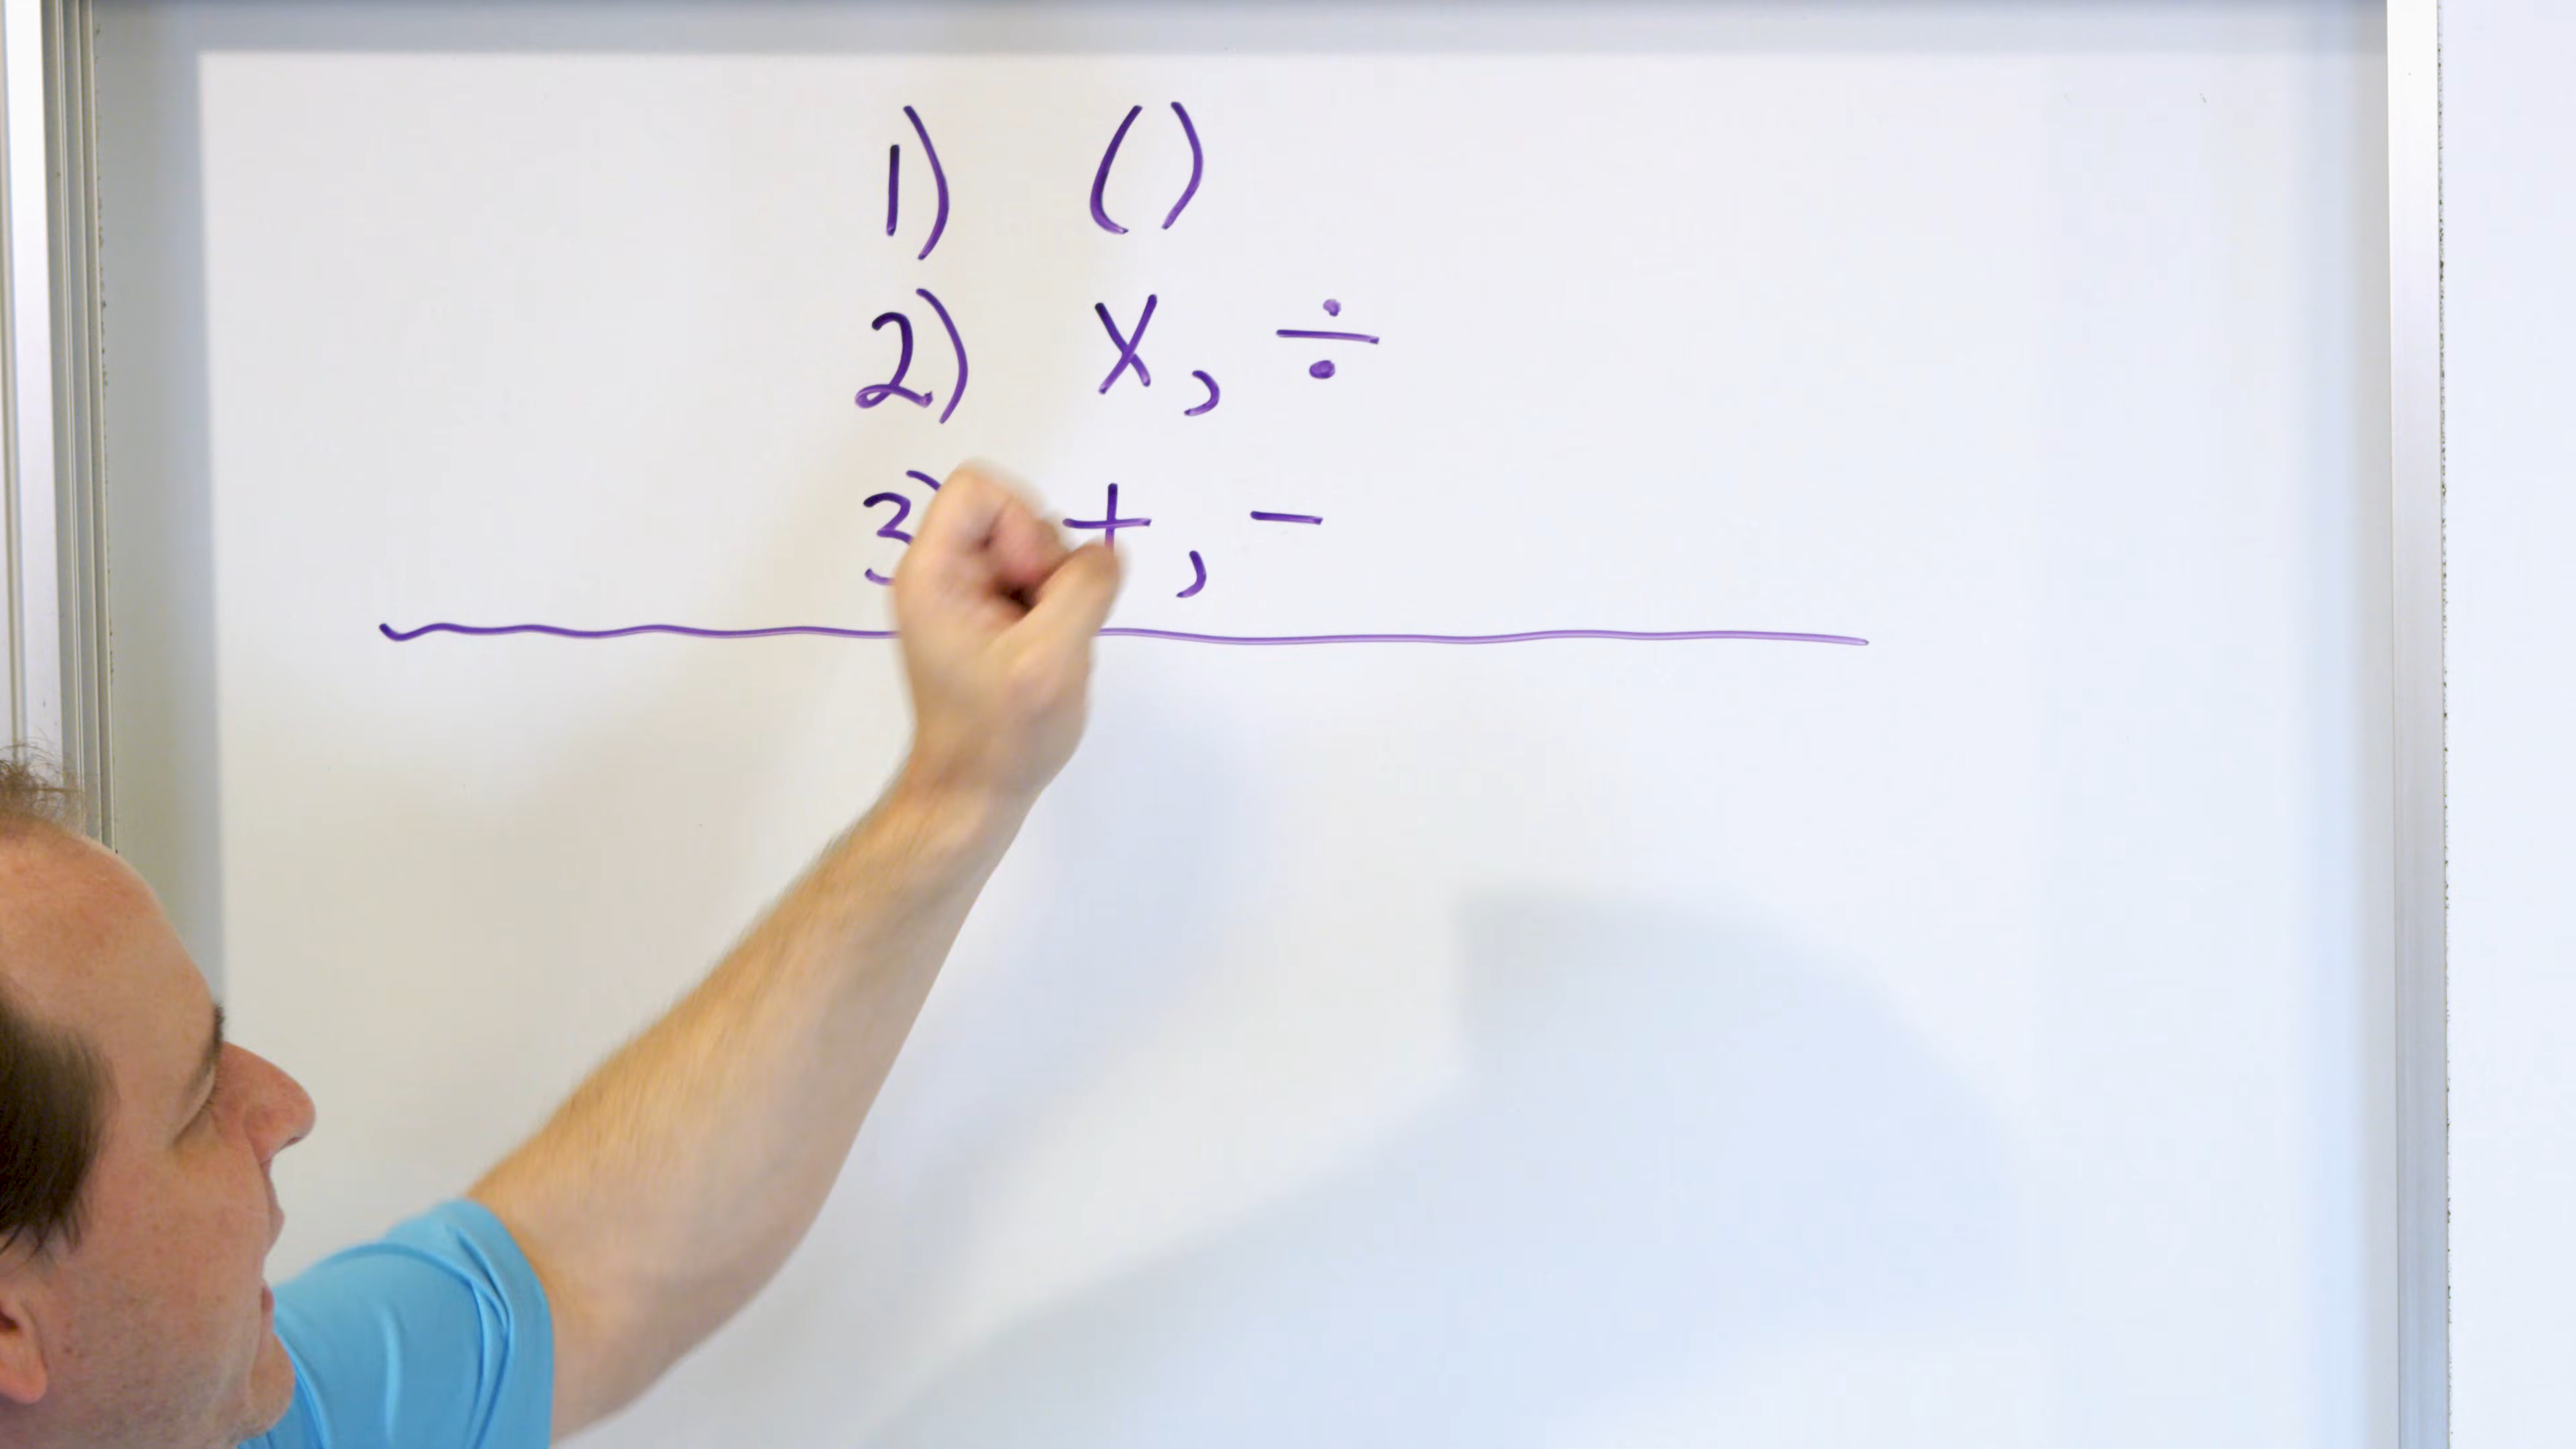 1) ()
2) x, ÷
3) +, -